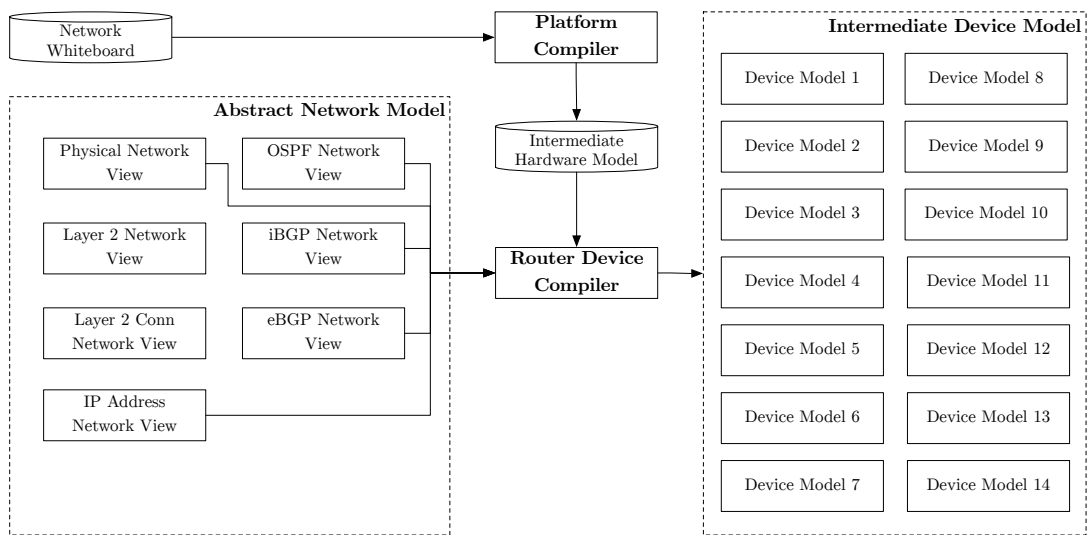 Network
Whiteboard
Platform
Compiler
Intermediate
Hardware Model
Router Device
Compiler
Abstract Network Model
Physical Network
View
OSPF Network
View
Layer 2 Network
View
iBGP Network
View
Layer 2 Conn
Network View
eBGP Network
View
IP Address
Network View
Intermediate Device Model
Device Model 1
Device Model 8
Device Model 2
Device Model 9
Device Model 3
Device Model 10
Device Model 4
Device Model 11
Device Model 5
Device Model 12
Device Model 6
Device Model 13
Device Model 7
Device Model 14